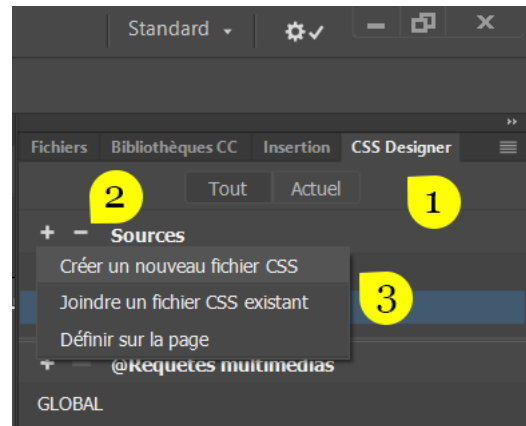 Standard
Fichiers Bibliothèques CC Insertion CSS Designer
Tout Actuel
1
2
+ − Sources
Créer un nouveau fichier CSS
Joindre un fichier CSS existant
3
Définir sur la page
+ − @Requêtes multimédias
GLOBAL